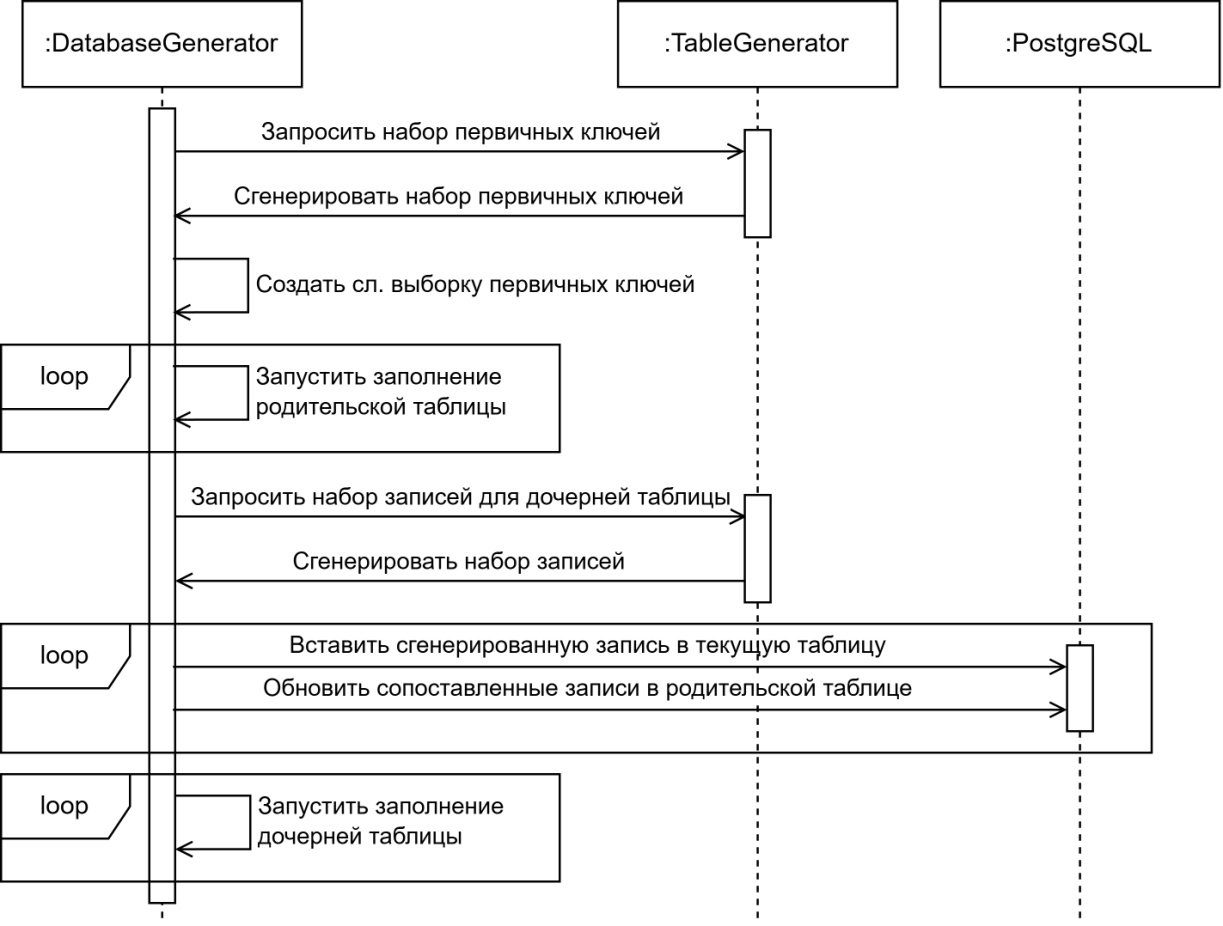 :DatabaseGenerator
:TableGenerator
:PostgreSQL
Запросить набор первичных ключей
Сгенерировать набор первичных ключей
Создать сл. выборку первичных ключей
loop
Запустить заполнение
родительской таблицы
Запросить набор записей для дочерней таблицы
Сгенерировать набор записей
loop
Вставить сгенерированную запись в текущую таблицу
Обновить сопоставленные записи в родительской таблице
loop
Запустить заполнение
дочерней таблицы